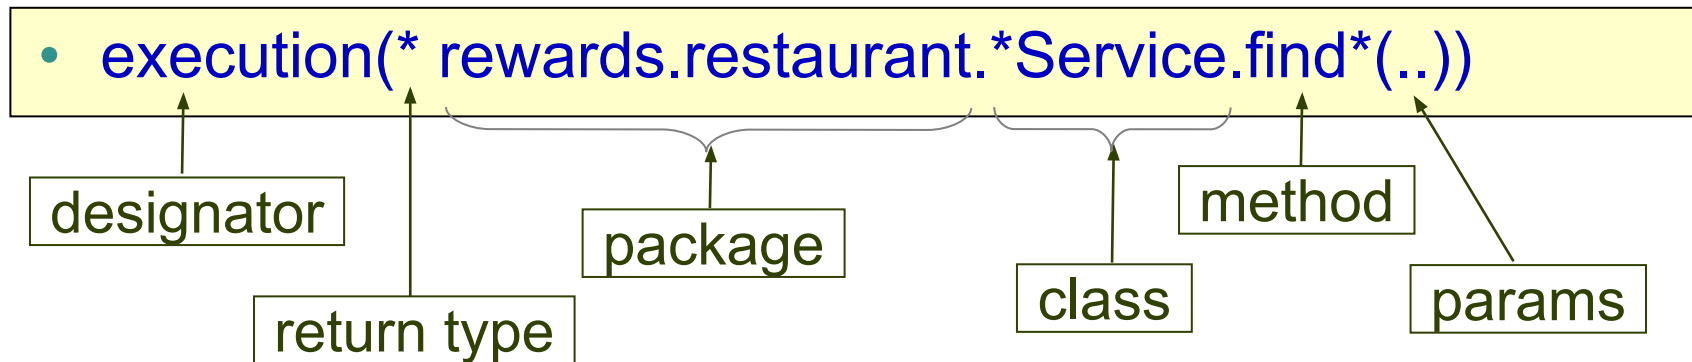 • execution(* rewards.restaurant.*Service.find*(..))
designator
return type
package
class
method
params